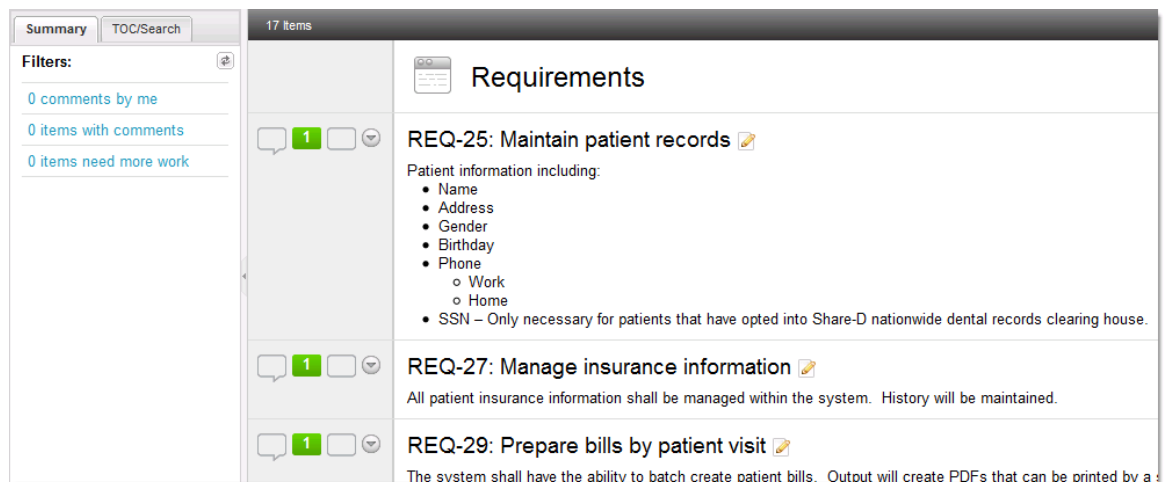 Summary
TOC/Search
17 Items
Filters:
0 comments by me
0 items with comments
0 items need more work
Requirements
1
REQ-25: Maintain patient records
Patient information including:
Name
Address
Gender
Birthday
Phone
Work
Home
SSN – Only necessary for patients that have opted into Share-D nationwide dental records clearing house.
1
REQ-27: Manage insurance information
All patient insurance information shall be managed within the system. History will be maintained.
1
REQ-29: Prepare bills by patient visit
The system shall have the ability to batch create patient bills. Output will create PDFs that can be printed by a